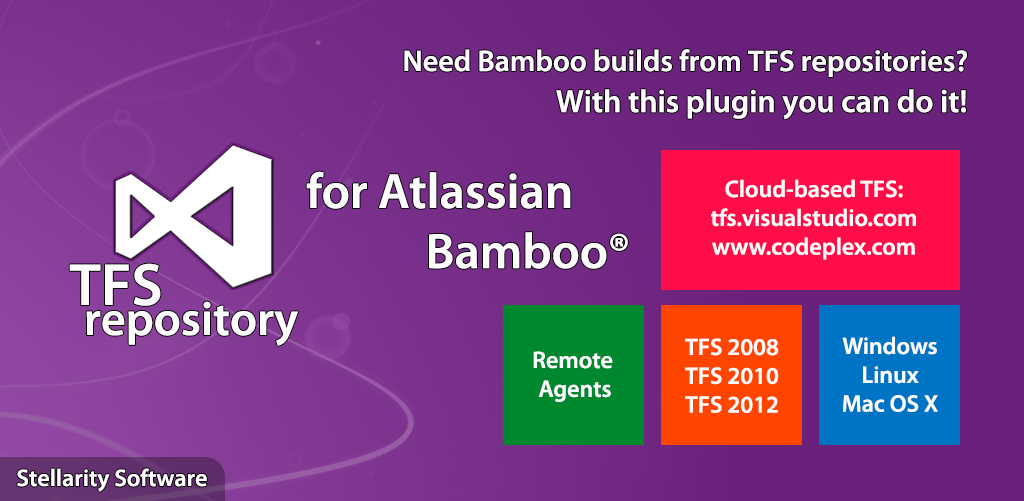 Need Bamboo builds from TFS repositories?
With this plugin you can do it!
TFS
repository
for Atlassian
Bamboo®
Cloud-based TFS:
tfs.visualstudio.com
www.codeplex.com
Remote
Agents
TFS 2008
TFS 2010
TFS 2012
Windows
Linux
Mac OS X
Stellarity Software